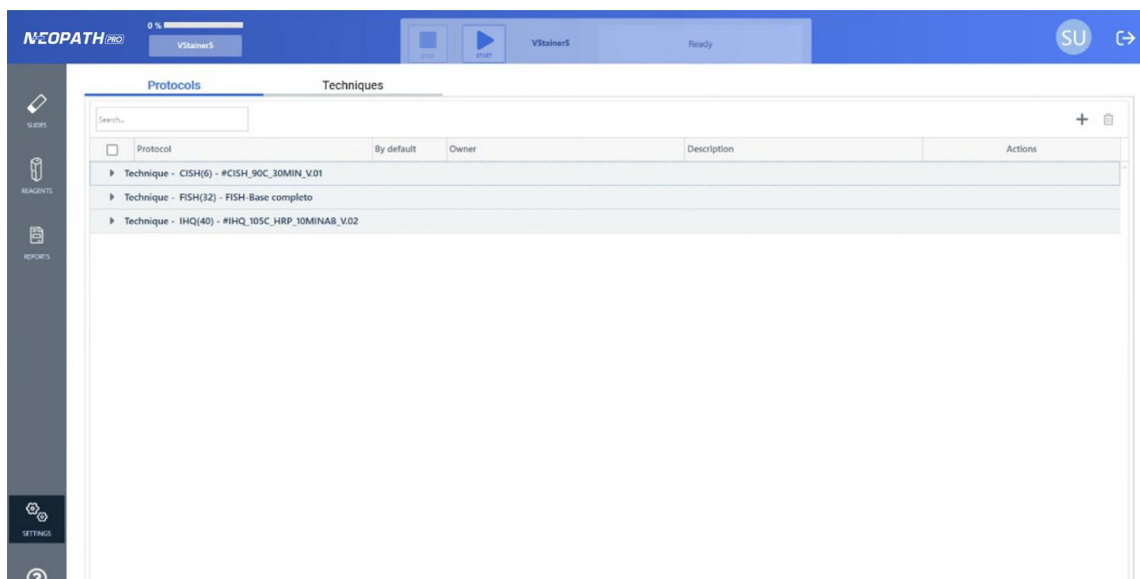 NEOPATH PRO
0 %
VStainer5
STOP
START
VStainer5
Ready
SU
SLIDES
REAGENTS
REPORTS
SETTINGS
Protocols
Techniques
Search...
Protocol
By default
Owner
Description
Actions
Technique - CISH(6) - #CISH_90C_30MIN_V.01
Technique - FISH(32) - FISH-Base completo
Technique - IHQ(40) - #IHQ_105C_HRP_10MINAB_V.02